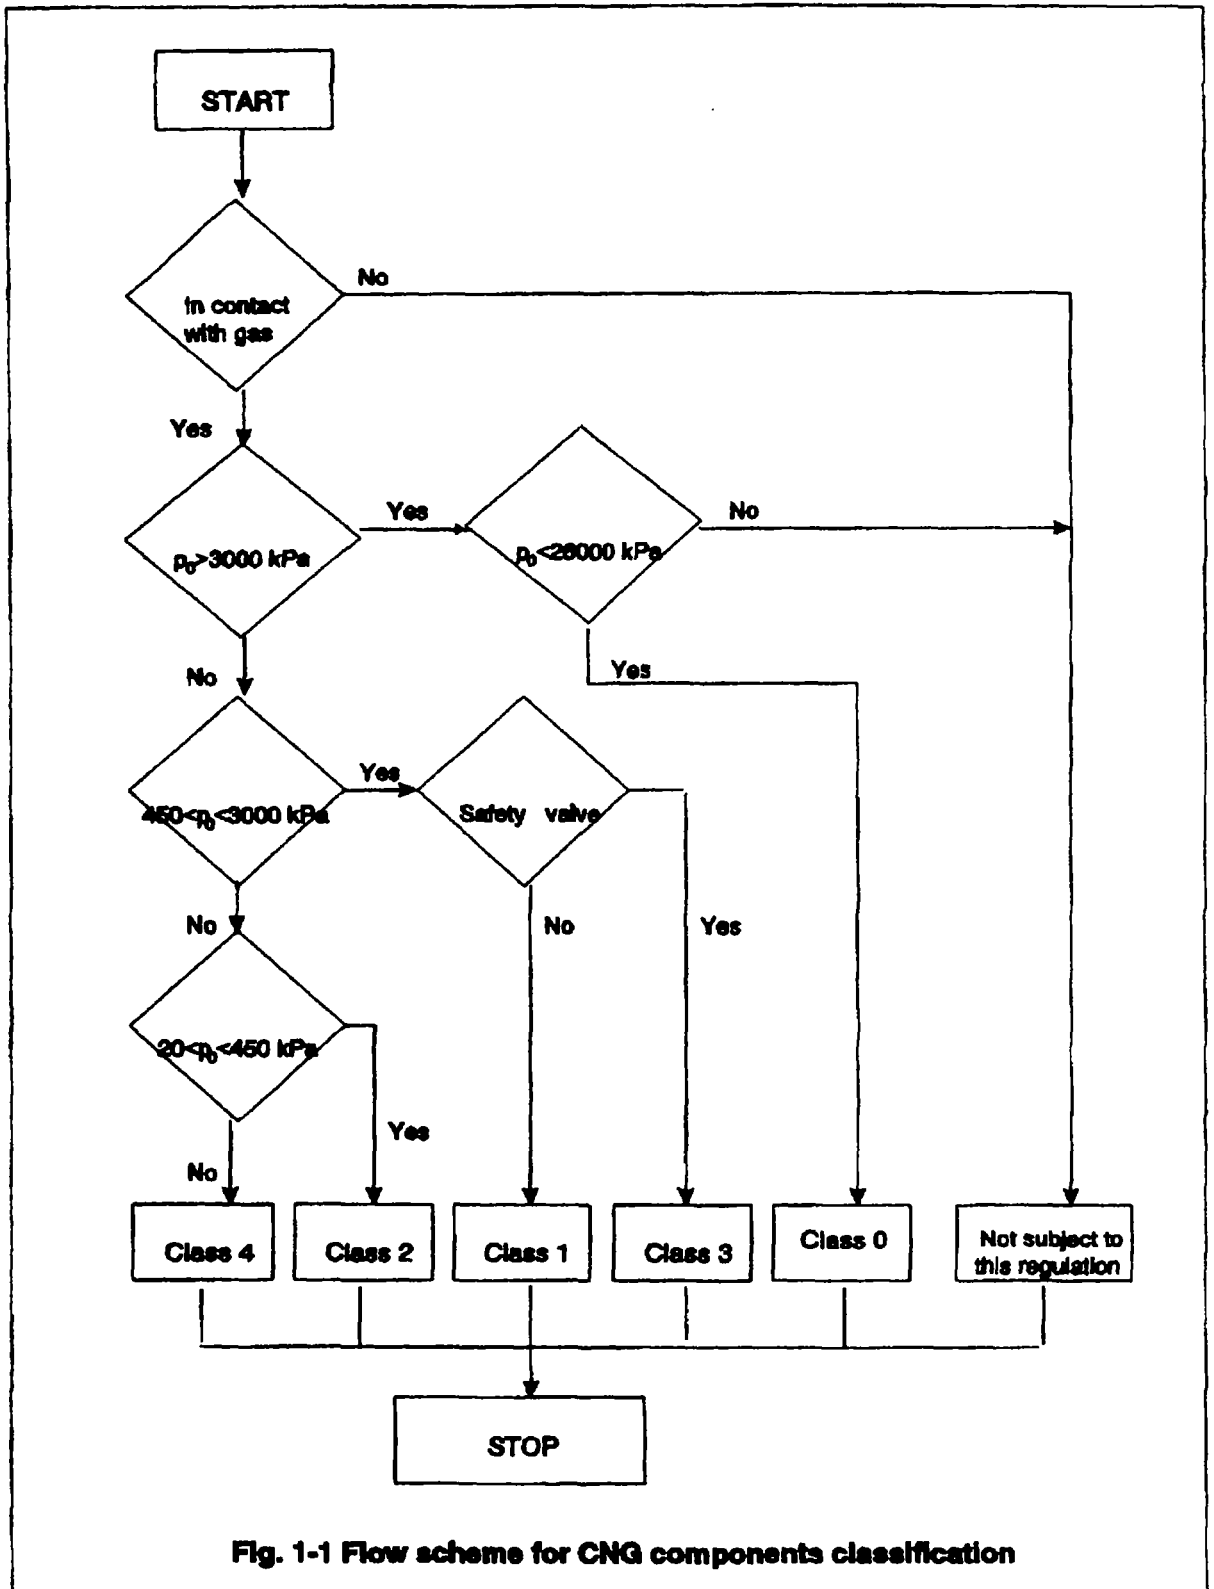 START
No
In contact
with gas
Yes
p₀>3000 kPa
Yes
p₀<26000 kPa
No
No
Yes
450<p₀<3000 kPa
Yes
Safety valve
No
No
Yes
20<p₀<450 kPa
Yes
No
Class 4
Class 2
Class 1
Class 3
Class 0
Not subject to
this regulation
STOP
Fig. 1-1 Flow scheme for CNG components classification